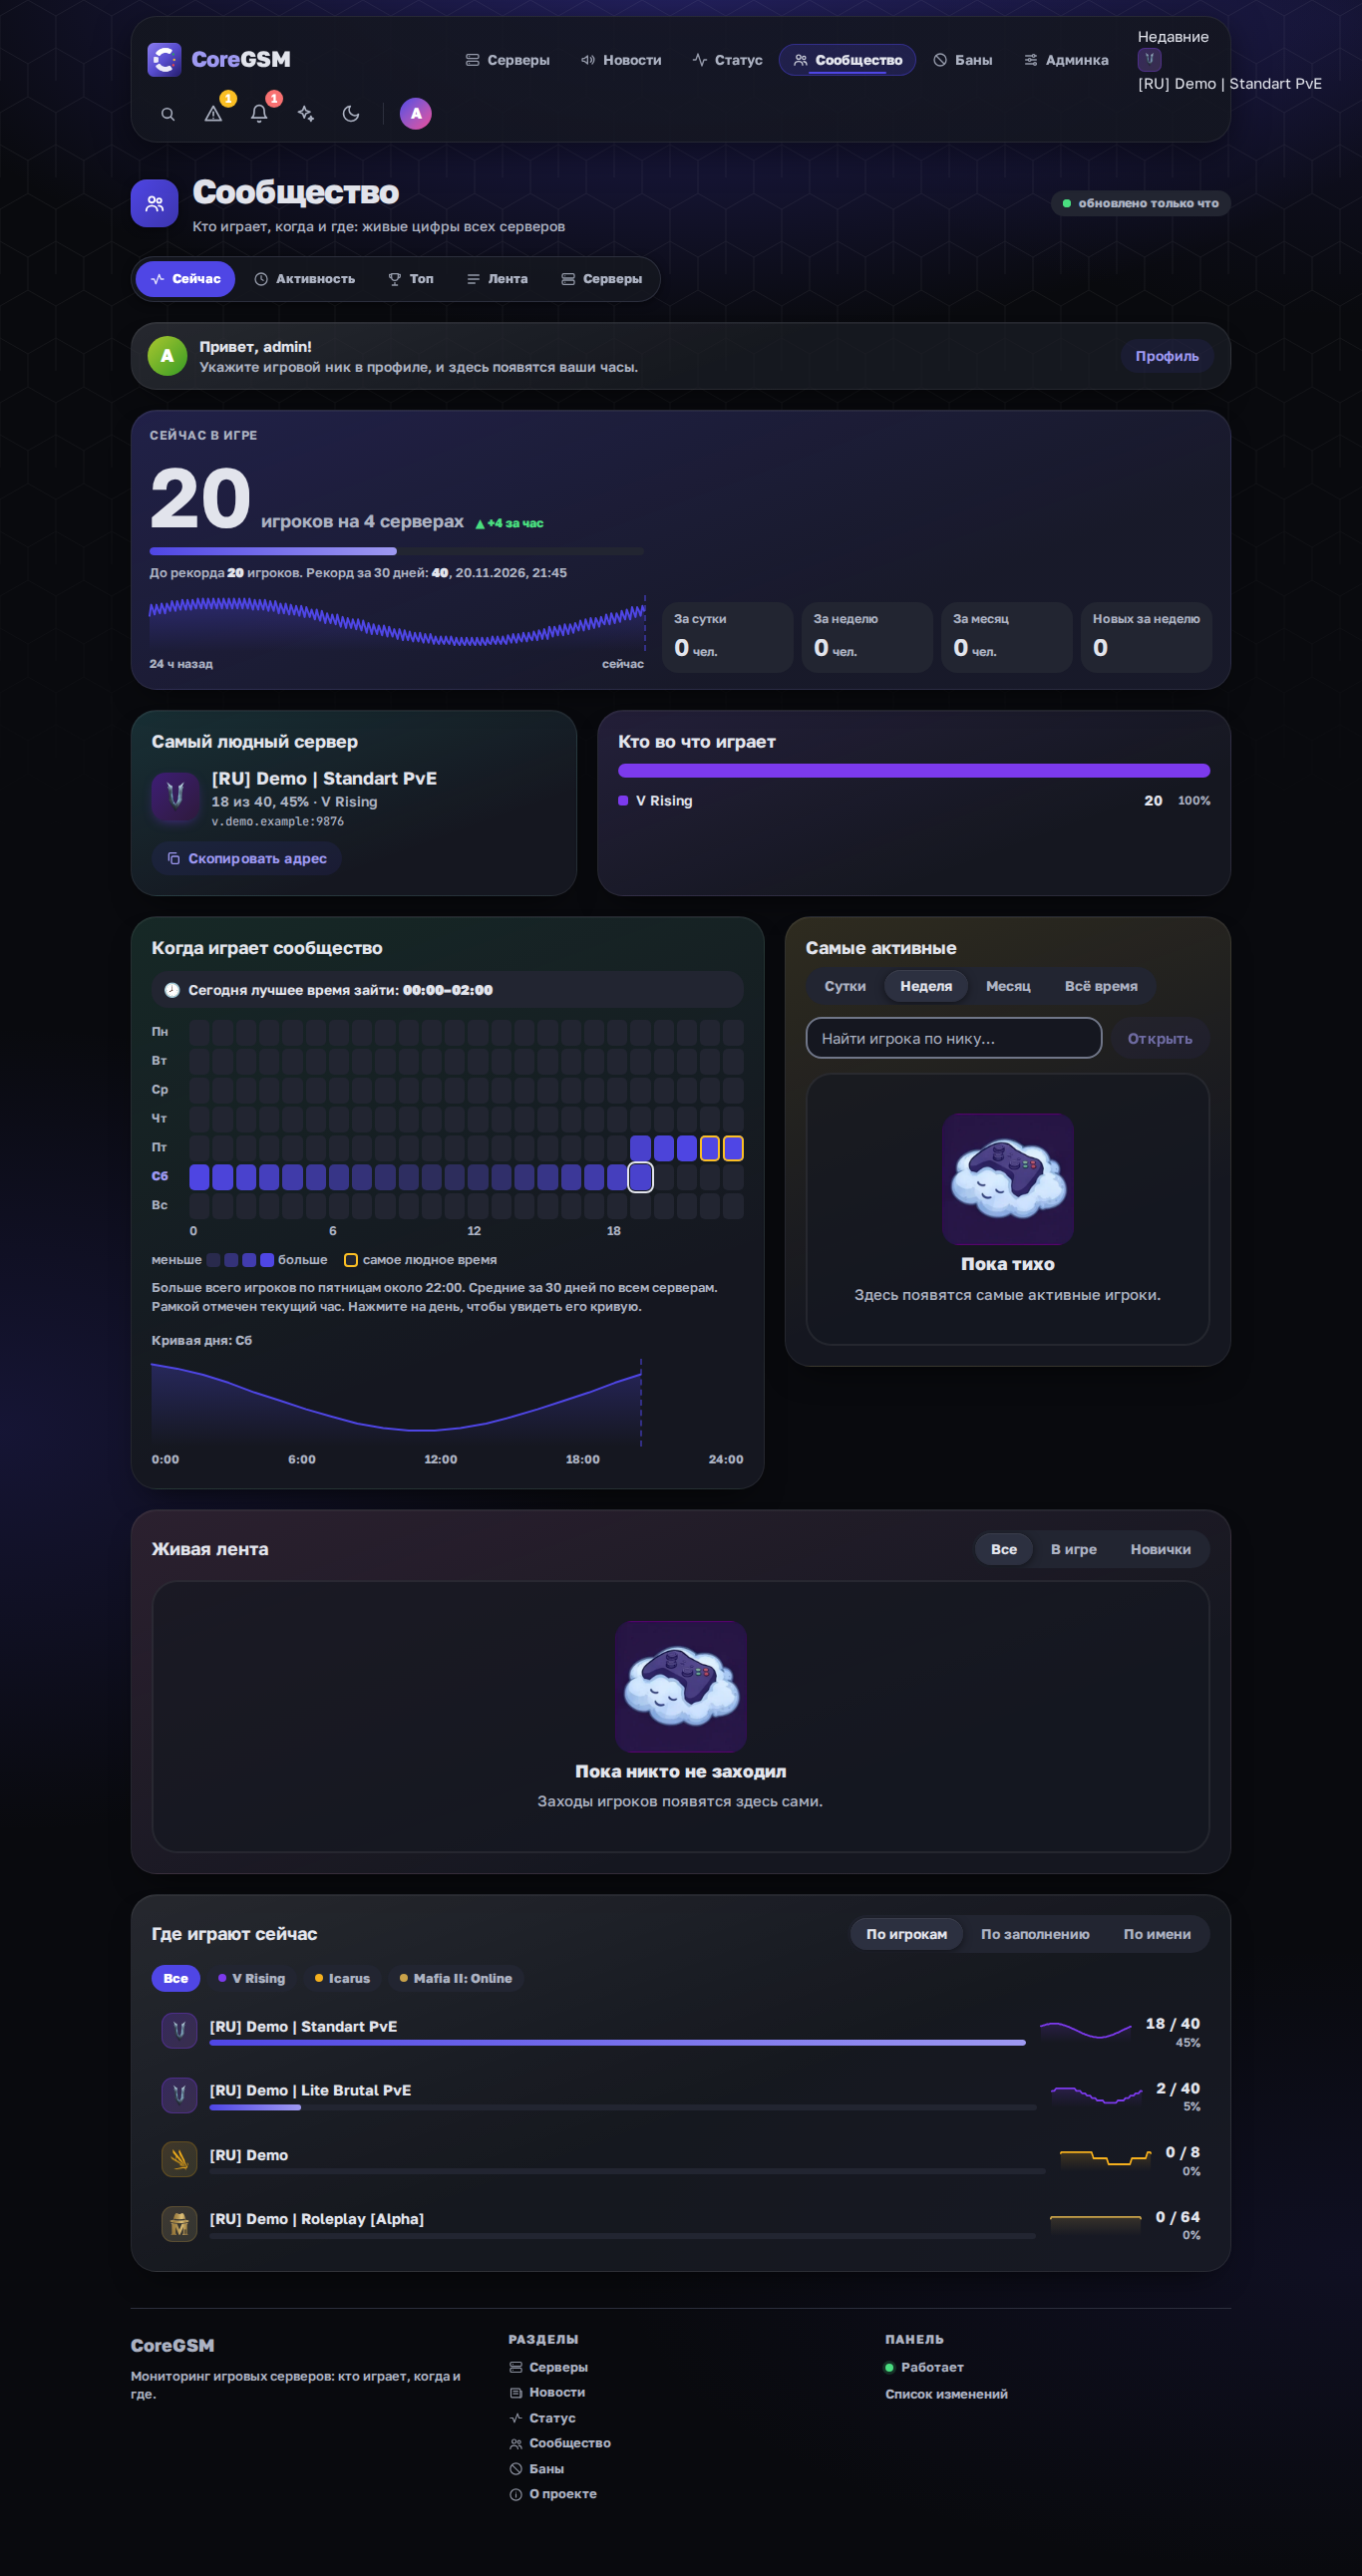 CoreGSM
Серверы
Новости
Статус
Сообщество
Баны
Админка
Недавние
[RU] Demo | Standart PvE
1
1
A
Сообщество
Кто играет, когда и где: живые цифры всех серверов
обновлено только что
Сейчас
Активность
Топ
Лента
Серверы
A
Привет, admin!
Укажите игровой ник в профиле, и здесь появятся ваши часы.
Профиль
СЕЙЧАС В ИГРЕ
20 игроков на 4 серверах ▲ +4 за час
До рекорда 20 игроков. Рекорд за 30 дней: 40, 20.11.2026, 21:45
24 ч назад
сейчас
За сутки
0 чел.
За неделю
0 чел.
За месяц
0 чел.
Новых за неделю
0
Самый людный сервер
[RU] Demo | Standart PvE
18 из 40, 45% · V Rising
v.demo.example:9876
Скопировать адрес
Кто во что играет
V Rising 20 100%
Когда играет сообщество
Сегодня лучшее время зайти: 00:00–02:00
Пн
Вт
Ср
Чт
Пт
Сб
Вс
0 6 12 18
меньше больше самое людное время
Больше всего игроков по пятницам около 22:00. Средние за 30 дней по всем серверам.
Рамкой отмечен текущий час. Нажмите на день, чтобы увидеть его кривую.
Кривая дня: Сб
0:00 6:00 12:00 18:00 24:00
Самые активные
Сутки
Неделя
Месяц
Всё время
Найти игрока по нику...
Открыть
Пока тихо
Здесь появятся самые активные игроки.
Живая лента
Все
В игре
Новички
Пока никто не заходил
Заходы игроков появятся здесь сами.
Где играют сейчас
По игрокам
По заполнению
По имени
Все
V Rising
Icarus
Mafia II: Online
[RU] Demo | Standart PvE
18 / 40
45%
[RU] Demo | Lite Brutal PvE
2 / 40
5%
[RU] Demo
0 / 8
0%
[RU] Demo | Roleplay [Alpha]
0 / 64
0%
CoreGSM
Мониторинг игровых серверов: кто играет, когда и
где.
РАЗДЕЛЫ
Серверы
Новости
Статус
Сообщество
Баны
О проекте
ПАНЕЛЬ
Работает
Список изменений